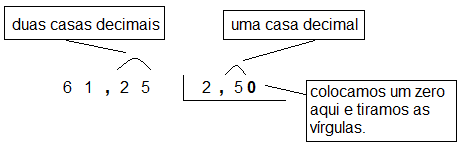 duas casas decimais
uma casa decimal
6 1 , 2 5 2 , 5 0
colocamos um zero
aqui e tiramos as
vírgulas.